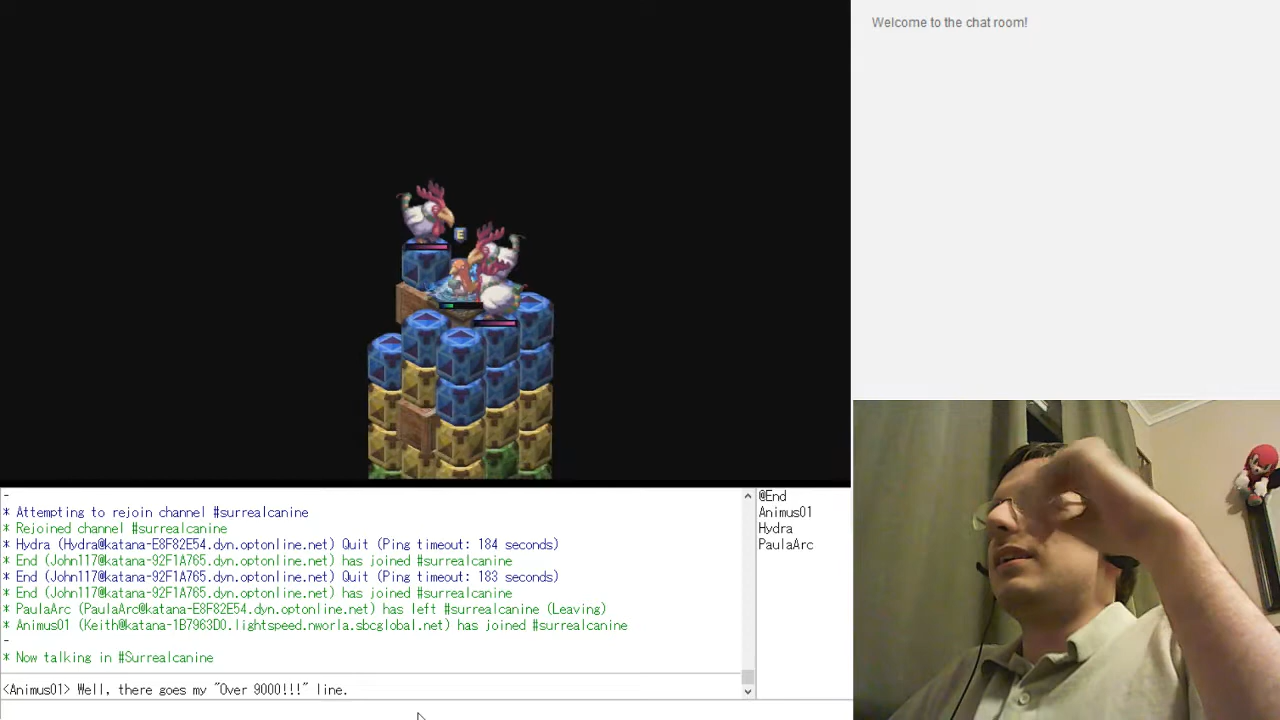 Welcome to the chat room!
E
-
* Attempting to rejoin channel #surrealcanine
* Rejoined channel #surrealcanine
* Hydra (Hydra@katana-E8F82E54.dyn.optonline.net) Quit (Ping timeout: 184 seconds)
* End (John117@katana-92F1A765.dyn.optonline.net) has joined #surrealcanine
* End (John117@katana-92F1A765.dyn.optonline.net) Quit (Ping timeout: 183 seconds)
* End (John117@katana-92F1A765.dyn.optonline.net) has joined #surrealcanine
* PaulaArc (PaulaArc@katana-E8F82E54.dyn.optonline.net) has left #surrealcanine (Leaving)
* Animus01 (Keith@katana-1B7963D0.lightspeed.nworla.sbcglobal.net) has joined #surrealcanine
-
* Now talking in #Surrealcanine
<Animus01> Well, there goes my "Over 9000!!!" line.
@End
Animus01
Hydra
PaulaArc